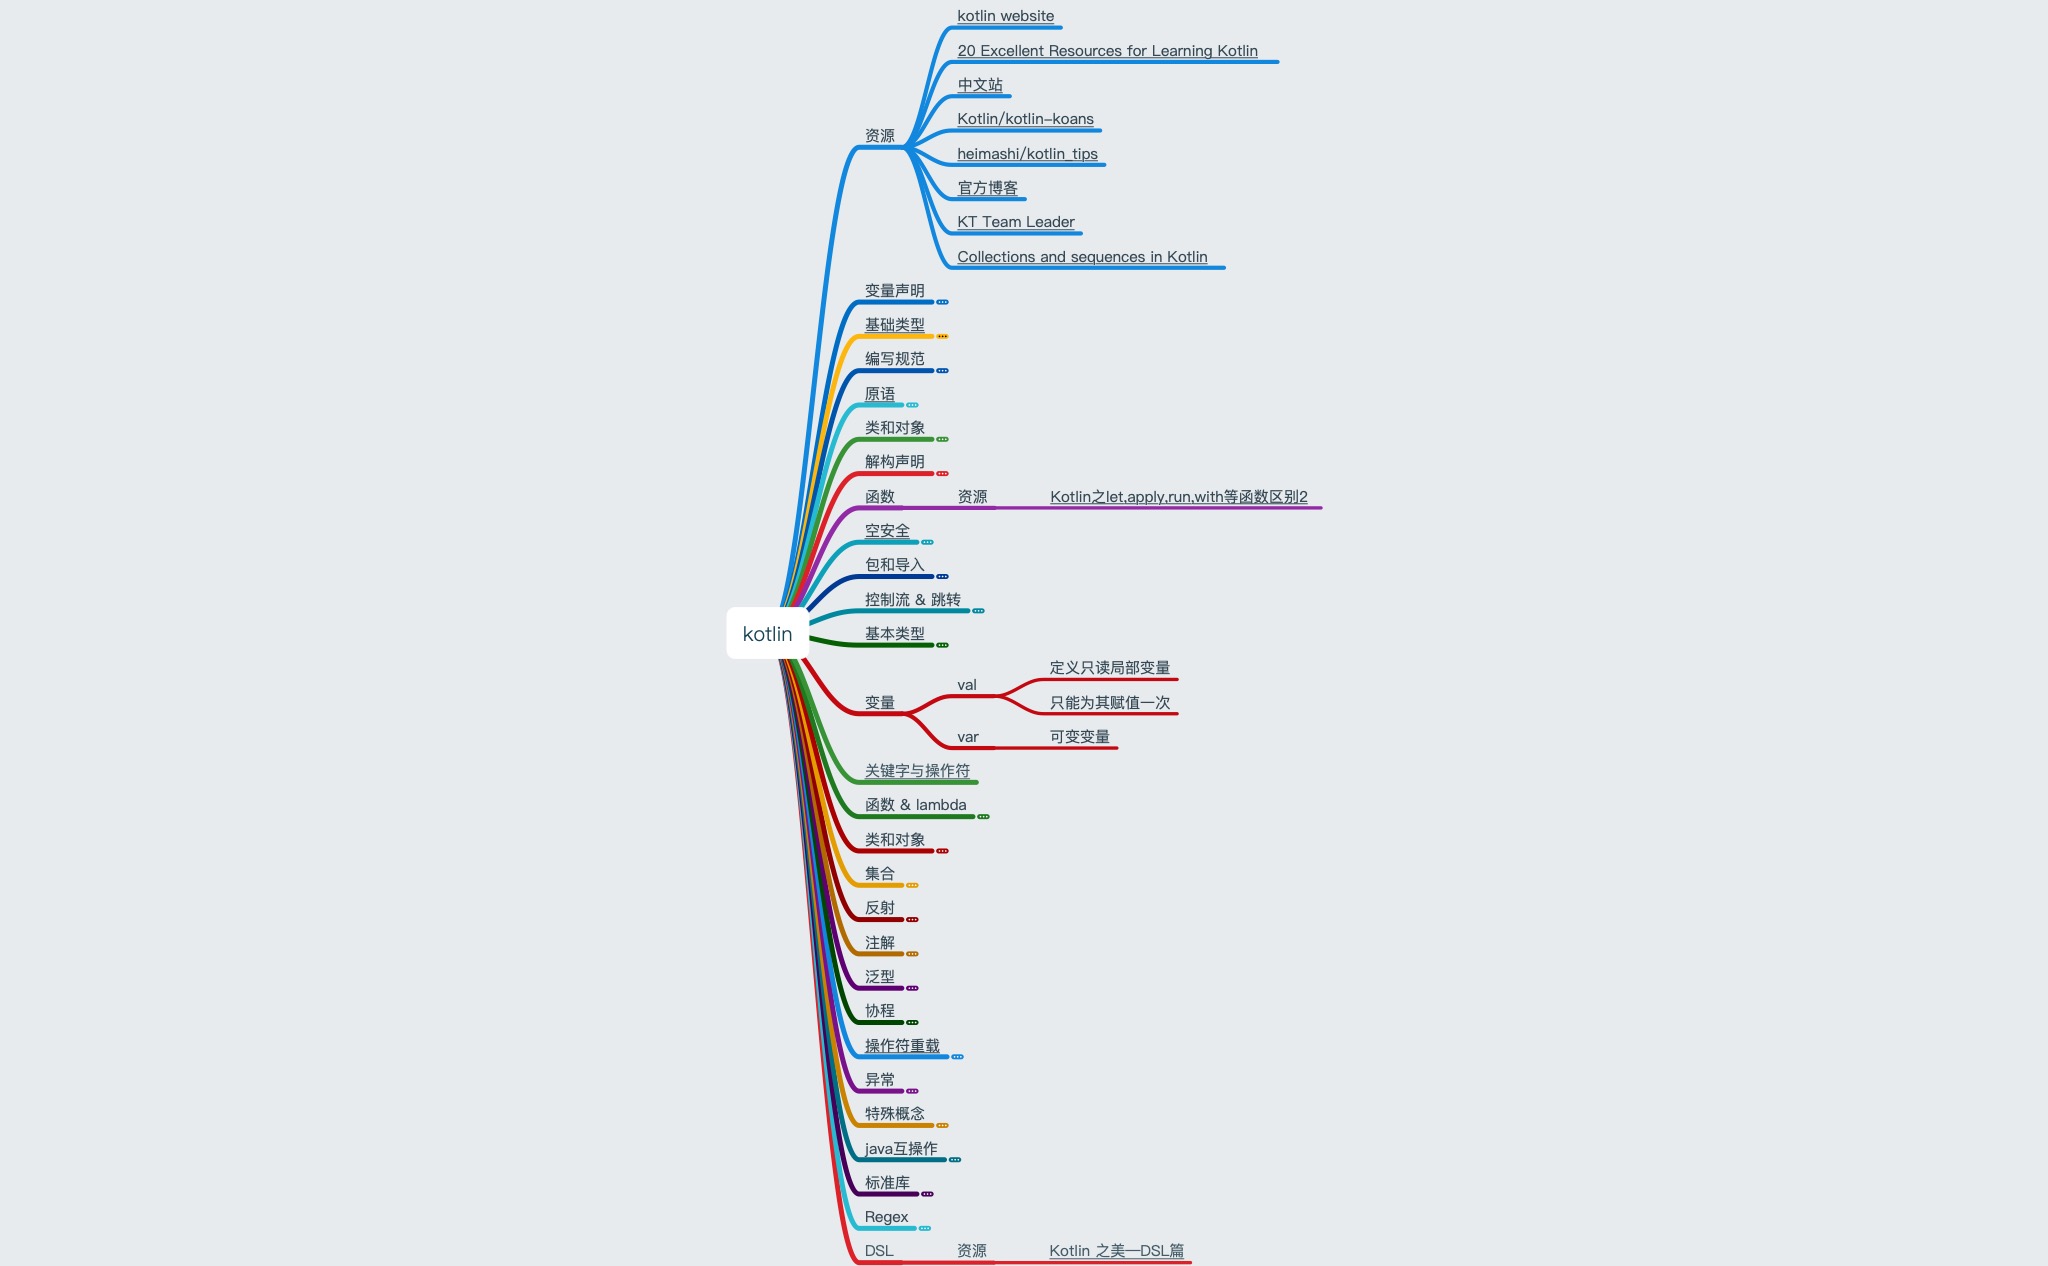 kotlin website
20 Excellent Resources for Learning Kotlin
中文站
Kotlin/kotlin-koans
资源
heimashi/kotlin_tips
官方博客
KT Team Leader
Collections and sequences in Kotlin
变量声明
基础类型
编写规范
原语
类和对象
解构声明
函数 资源 Kotlin之let,apply,run,with等函数区别2
空安全
包和导入
控制流 & 跳转
kotlin
基本类型
定义只读局部变量
val
只能为其赋值一次
变量
var 可变变量
关键字与操作符
函数 & lambda
类和对象
集合
反射
注解
泛型
协程
操作符重载
异常
特殊概念
java互操作
标准库
Regex
DSL 资源 Kotlin 之美—DSL篇